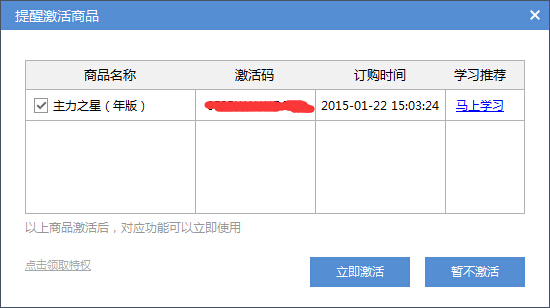 提醒激活商品
商品名称 激活码 订购时间 学习推荐
主力之星（年版） 2015-01-22 15:03:24 马上学习
以上商品激活后，对应功能可以立即使用
点击领取特权
立即激活 暂不激活